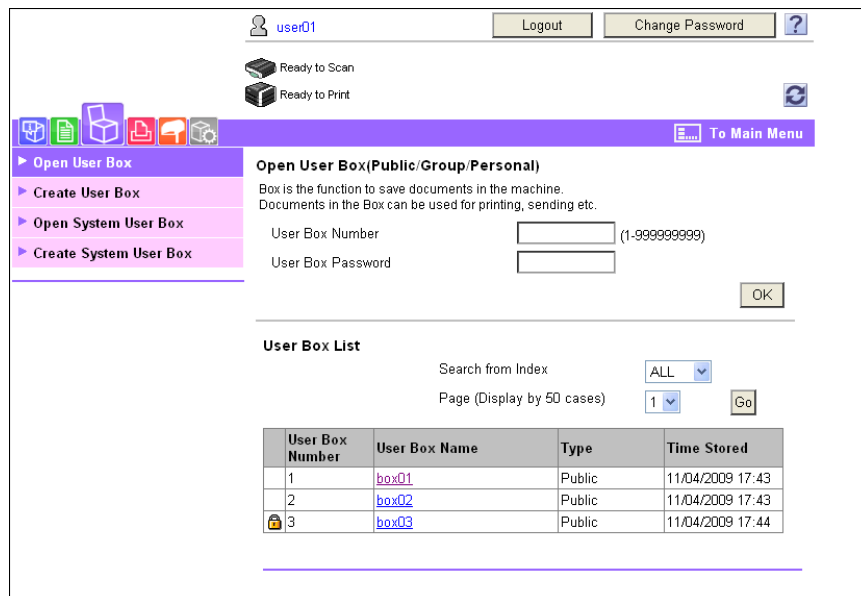 user01
Logout
Change Password
?
Ready to Scan
Ready to Print
To Main Menu
Open User Box
Create User Box
Open System User Box
Create System User Box
Open User Box(Public/Group/Personal)
Box is the function to save documents in the machine.
Documents in the Box can be used for printing, sending etc.
User Box Number (1-999999999)
User Box Password
OK
User Box List
Search from Index ALL
Page (Display by 50 cases) 1 Go
User Box Number User Box Name Type Time Stored
1 box01 Public 11/04/2009 17:43
2 box02 Public 11/04/2009 17:43
3 box03 Public 11/04/2009 17:44